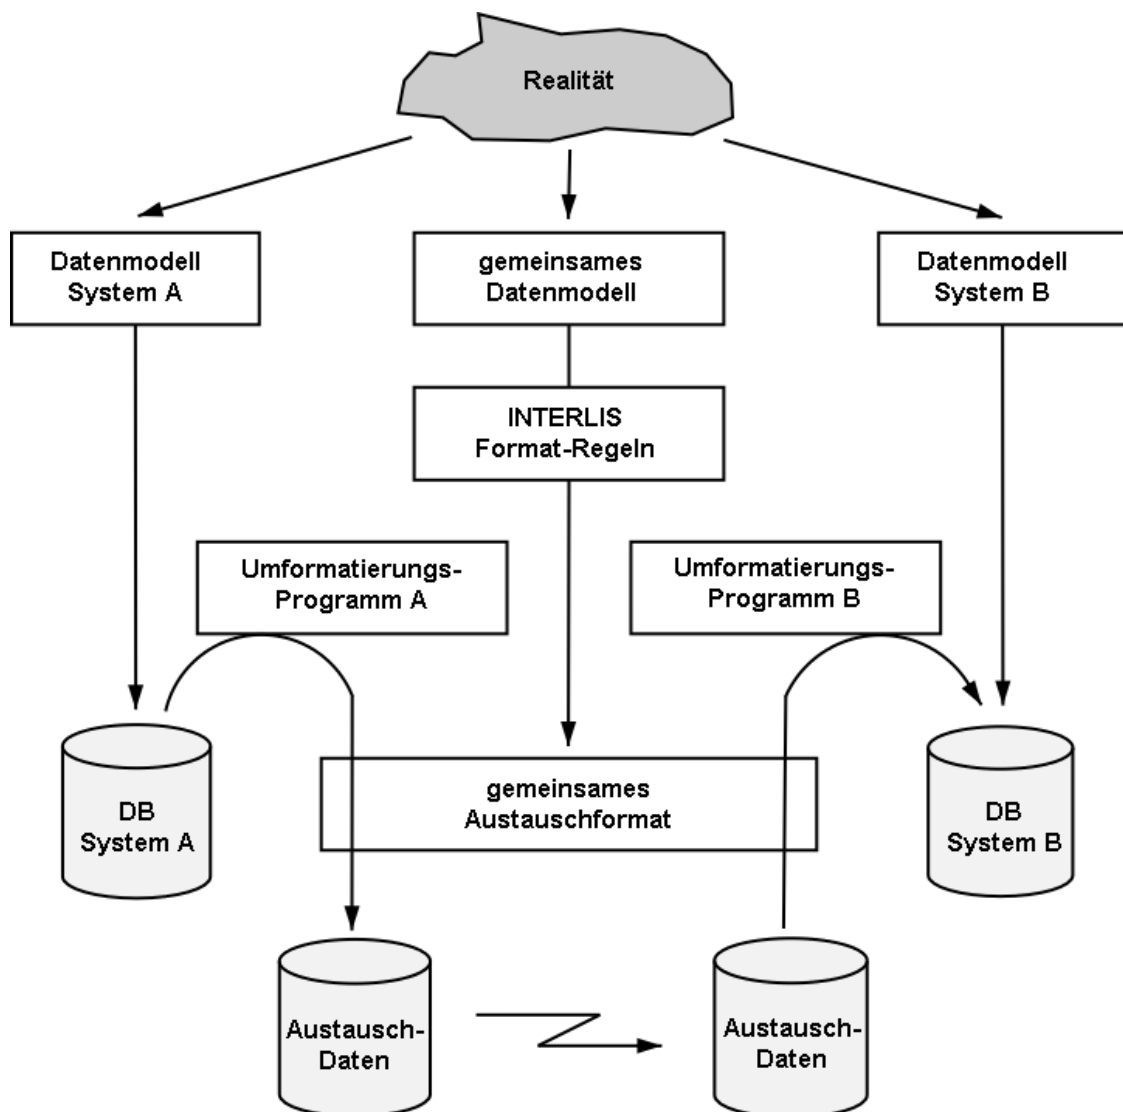 Realität
Datenmodell
System A
gemeinsames
Datenmodell
Datenmodell
System B
INTERLIS
Format-Regeln
Umformatierungs-
Programm A
Umformatierungs-
Programm B
DB
System A
gemeinsames
Austauschformat
DB
System B
Austausch-
Daten
Austausch-
Daten